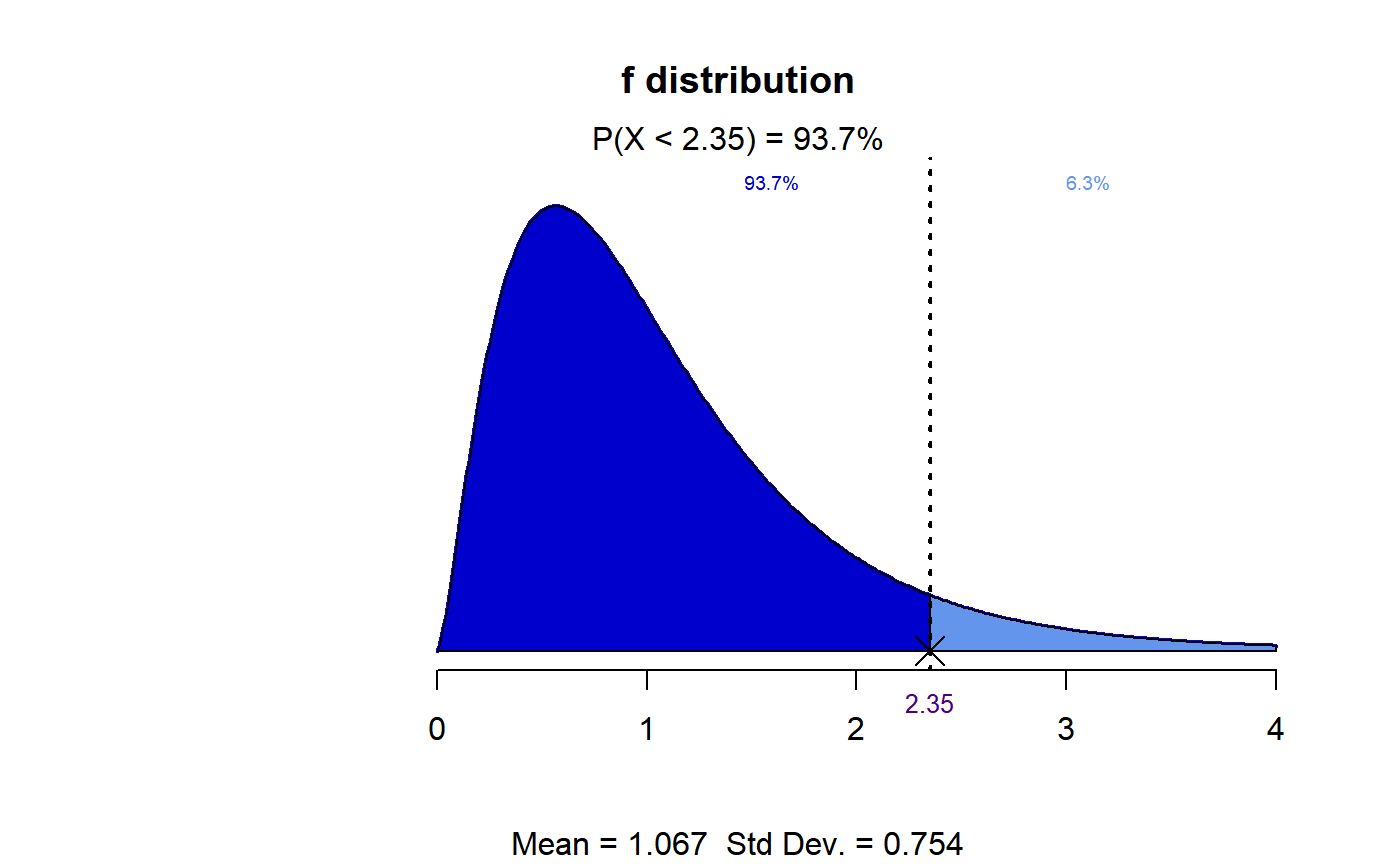 f distribution
P(X < 2.35) = 93.7%
93.7% 6.3%
2.35
0 1 2 3 4
Mean = 1.067  Std Dev. = 0.754